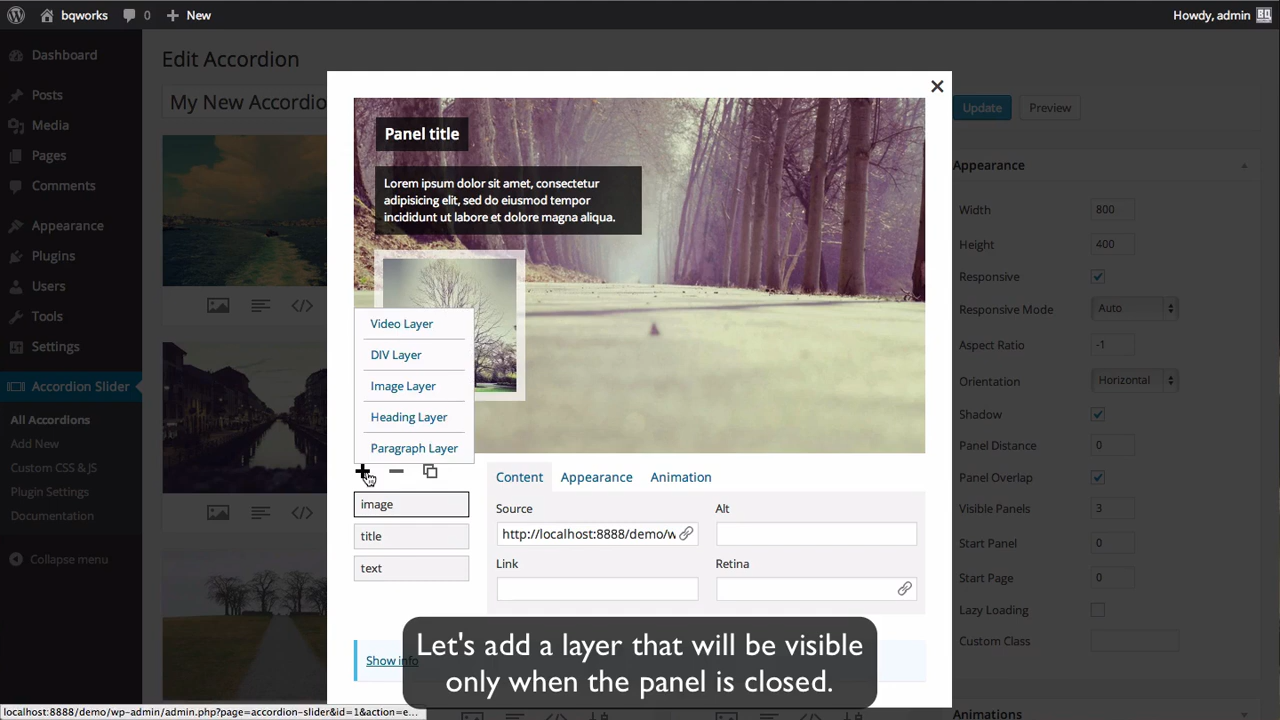 bqworks
0
New
Howdy, admin
Dashboard
Posts
Media
Pages
Comments
Appearance
Plugins
Users
Tools
Settings
Accordion Slider
All Accordions
Add New
Custom CSS & JS
Plugin Settings
Documentation
Collapse menu
Edit Accordion
My New Accordio
Panel title
Lorem ipsum dolor sit amet, consectetur
adipisicing elit, sed do eiusmod tempor
incididunt ut labore et dolore magna aliqua.
Video Layer
DIV Layer
Image Layer
Heading Layer
Paragraph Layer
image
title
text
Content
Appearance
Animation
Source
http://localhost:8888/demo/w
Alt
Link
Retina
Show info
Let's add a layer that will be visible
only when the panel is closed.
Update
Preview
Appearance
Width
800
Height
400
Responsive
Responsive Mode
Auto
Aspect Ratio
-1
Orientation
Horizontal
Shadow
Panel Distance
0
Panel Overlap
Visible Panels
3
Start Panel
0
Start Page
0
Lazy Loading
Custom Class
Animations
localhost:8888/demo/wp-admin/admin.php?page=accordion-slider&id=1&action=e...